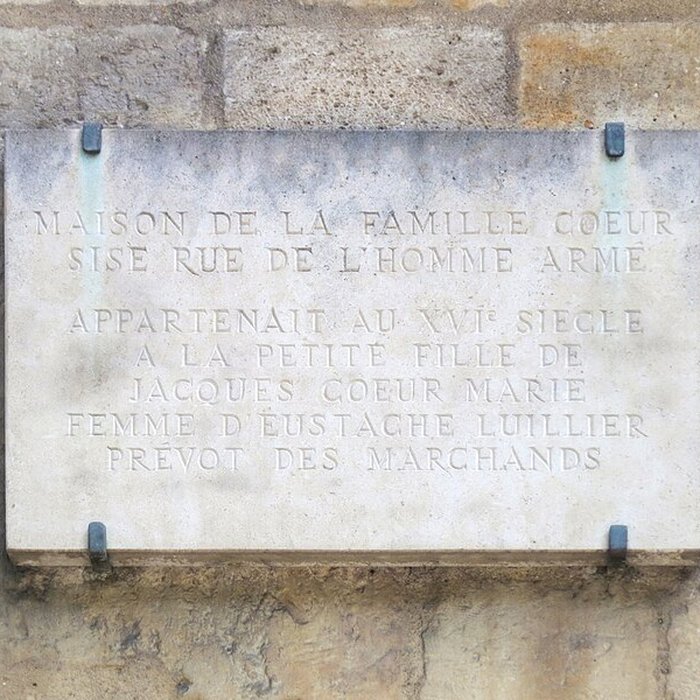 MAISON DE LA FAMILLE COEUR
SISE RUE DE L'HOMME ARMÉ
APPARTENAIT AU XVIᵉ SIECLE
A LA PETITE FILLE DE
JACQUES COEUR MARIE
FEMME D'EUSTACHE LUILLIER
PRÉVOT DES MARCHANDS